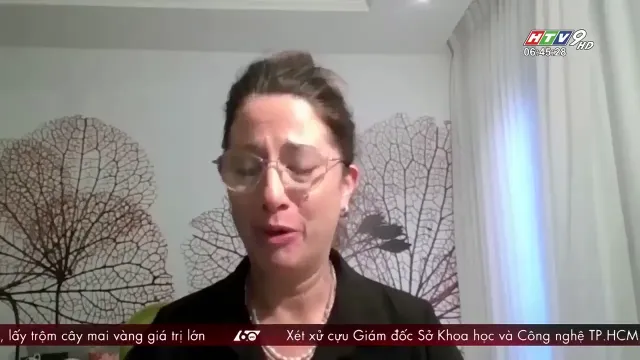 HTV9 HD
06:45:28
, lấy trộm cây mai vàng giá trị lớn 60 Xét xử cựu Giám đốc Sở Khoa học và Công nghệ TP.HCM